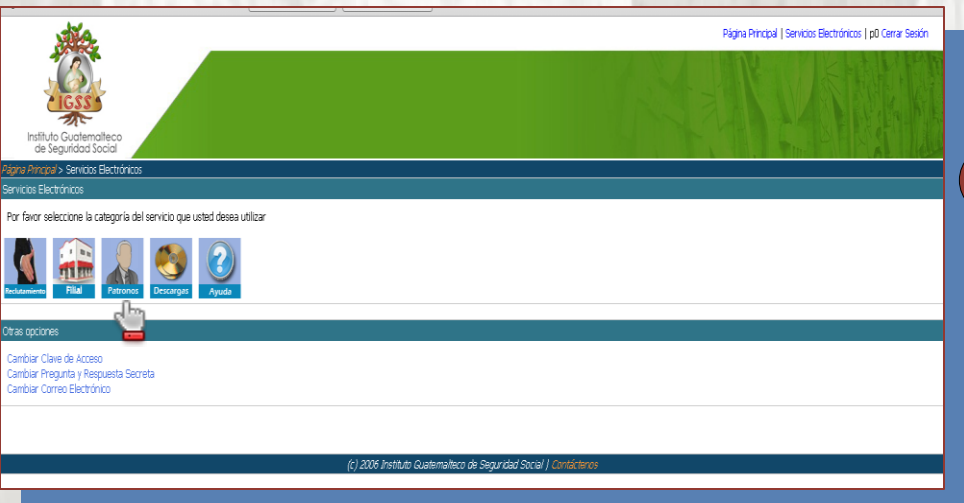 Página Principal | Servicios Electrónicos | p0 Cerrar Sesión
IGSS
Instituto Guatemalteco
de Seguridad Social
Página Principal > Servicios Electrónicos
Servicios Electrónicos
Por favor seleccione la categoría del servicio que usted desea utilizar
Reclutamiento Filial Patronos Descargas Ayuda
Otras opciones
Cambiar Clave de Acceso
Cambiar Pregunta y Respuesta Secreta
Cambiar Correo Electrónico
(c) 2006 Instituto Guatemalteco de Seguridad Social | Contáctenos